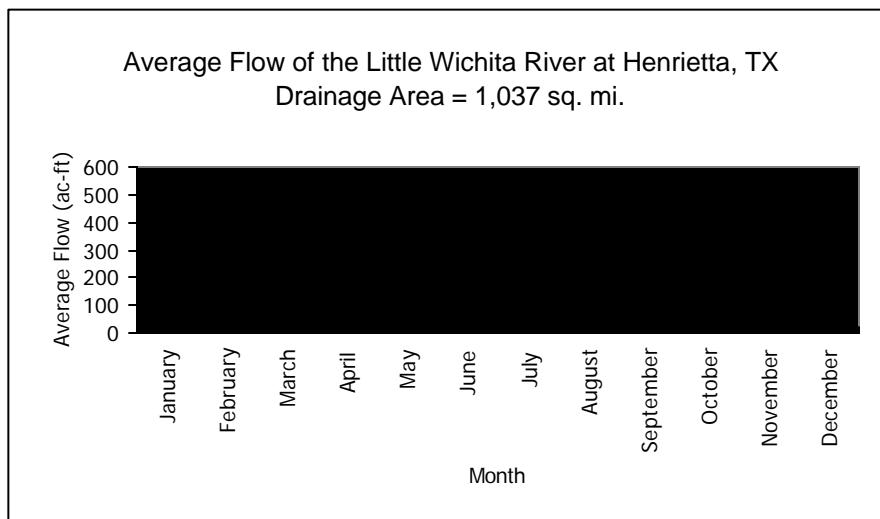 Average Flow of the Little Wichita River at Henrietta, TX
Drainage Area = 1,037 sq. mi.
Average Flow (ac-ft)
600
500
400
300
200
100
0
January
February
March
April
May
June
July
August
September
October
November
December
Month